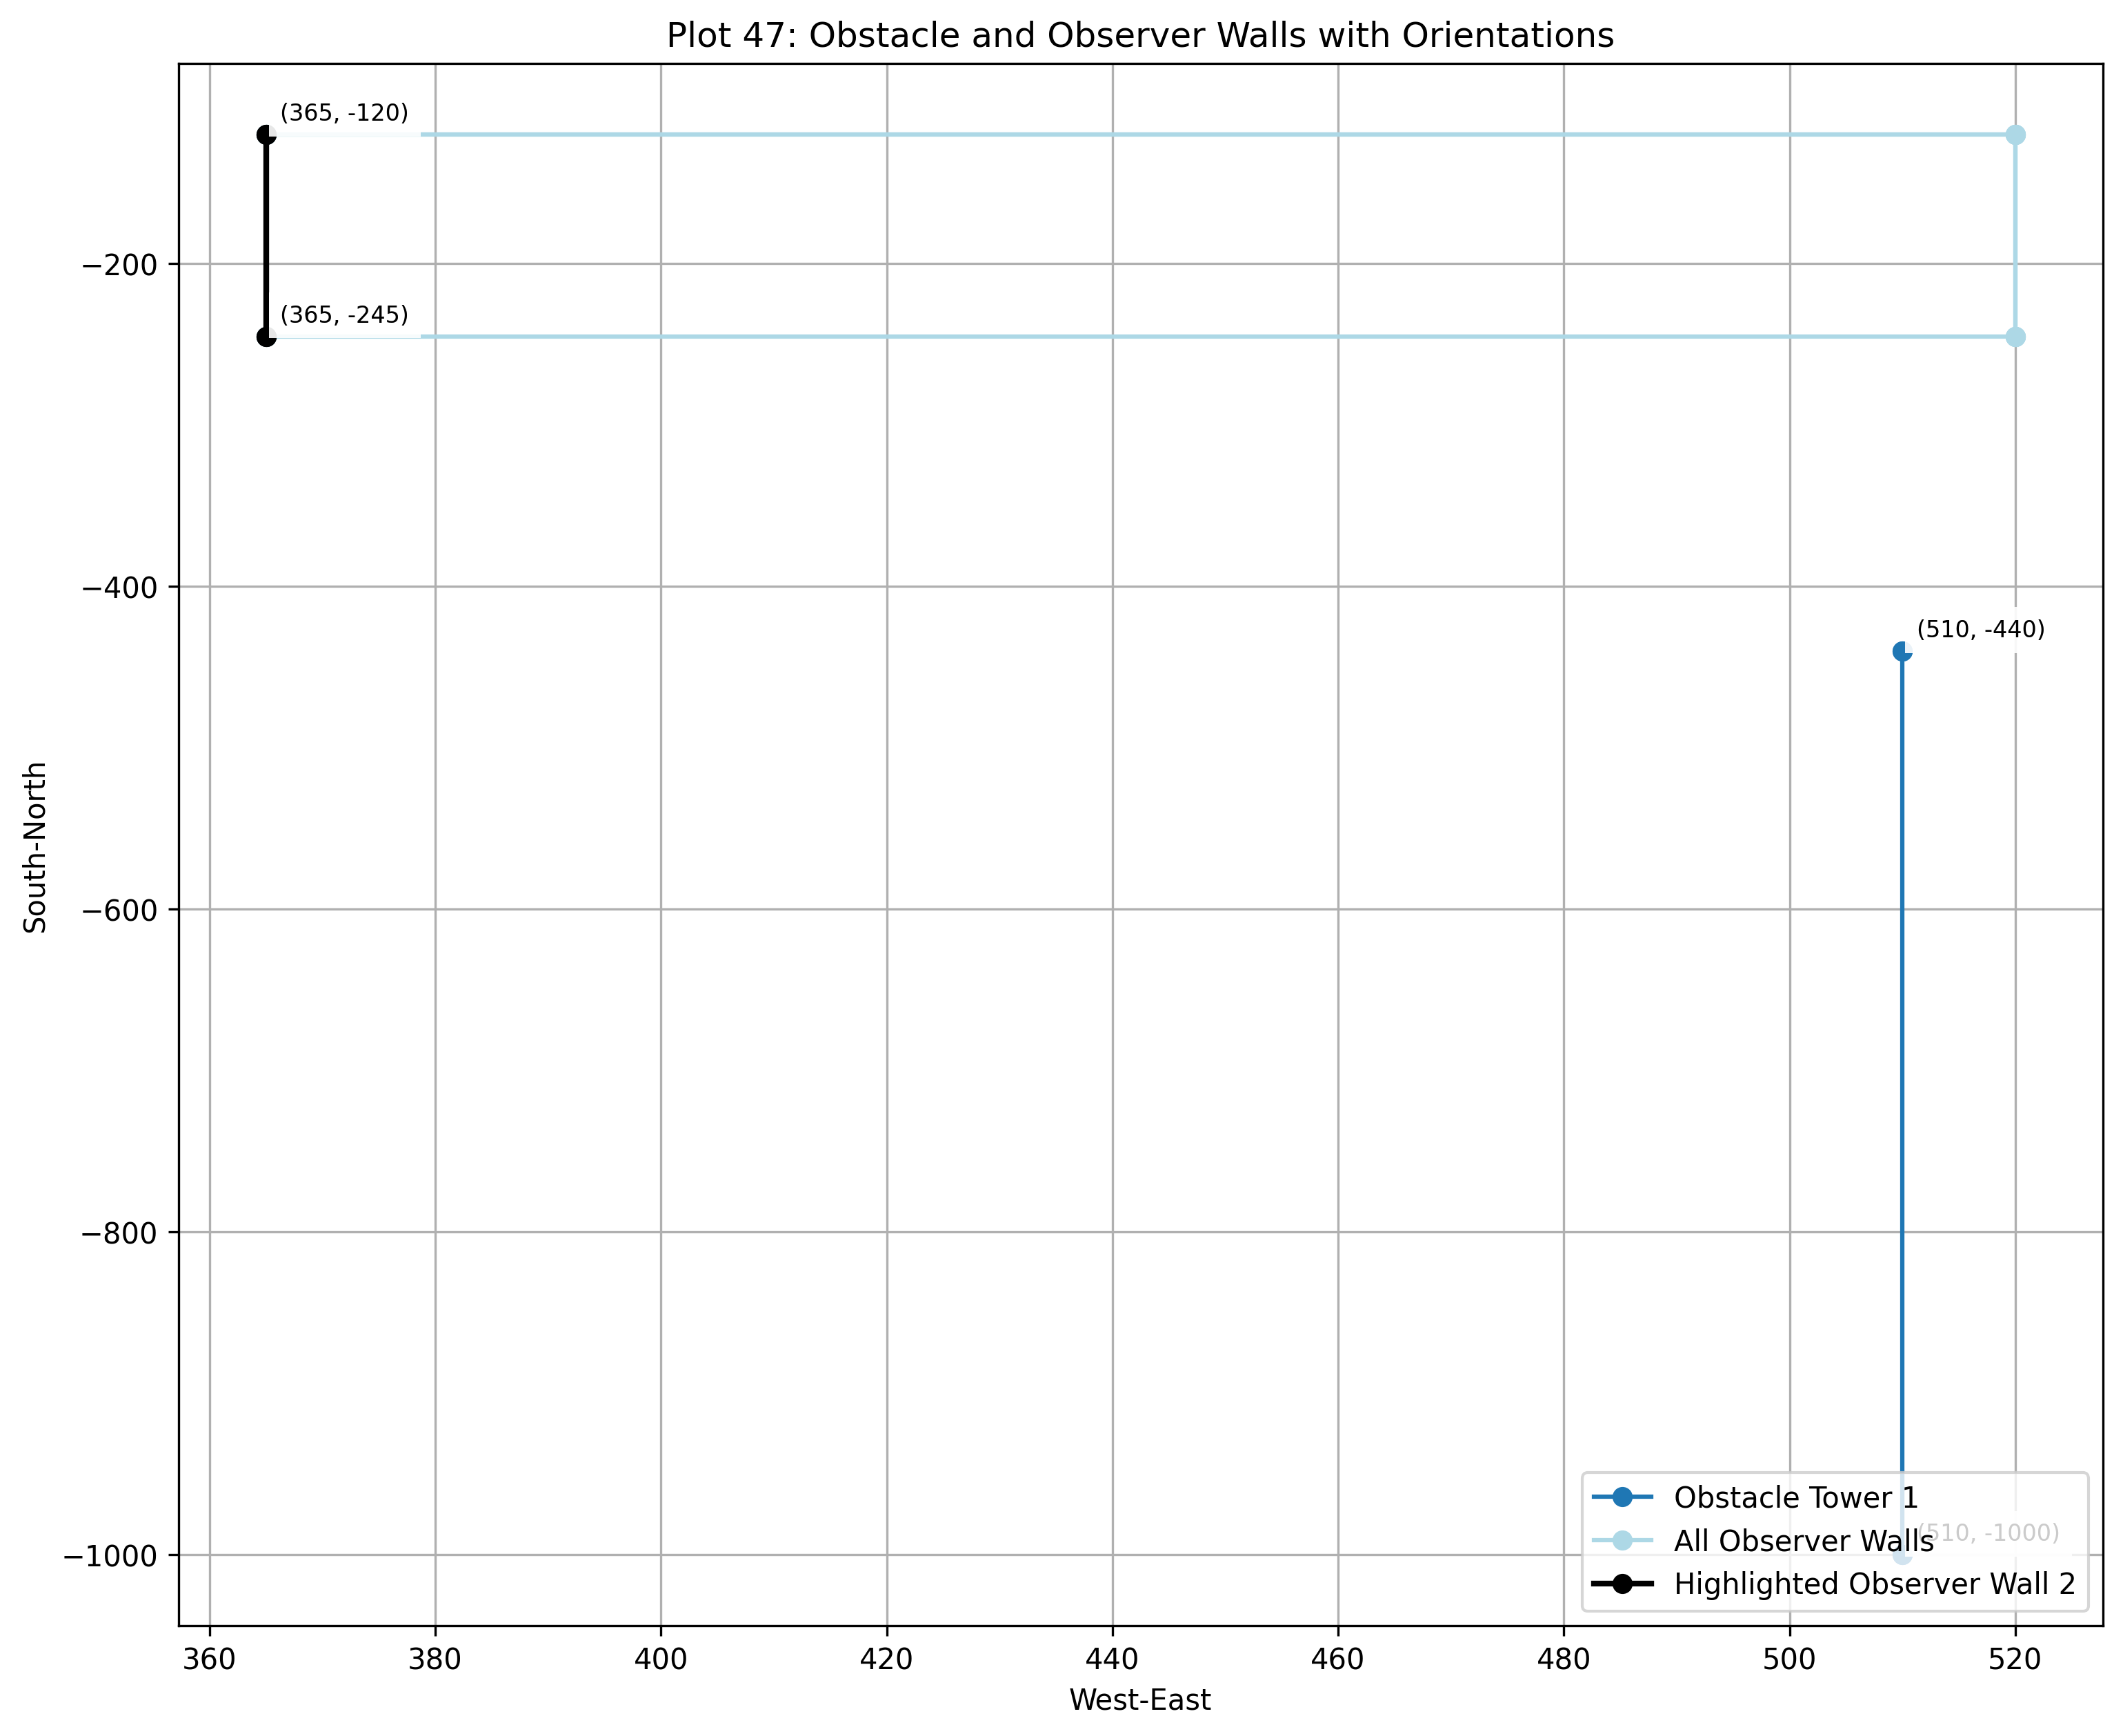 Plot 47: Obstacle and Observer Walls with Orientations
(365, -120)
−200
(365, -245)
−400
(510, -440)
South-North
−600
−800
Obstacle Tower 1
(510, -1000)
All Observer Walls
−1000
Highlighted Observer Wall 2
360 380 400 420 440 460 480 500 520
West-East